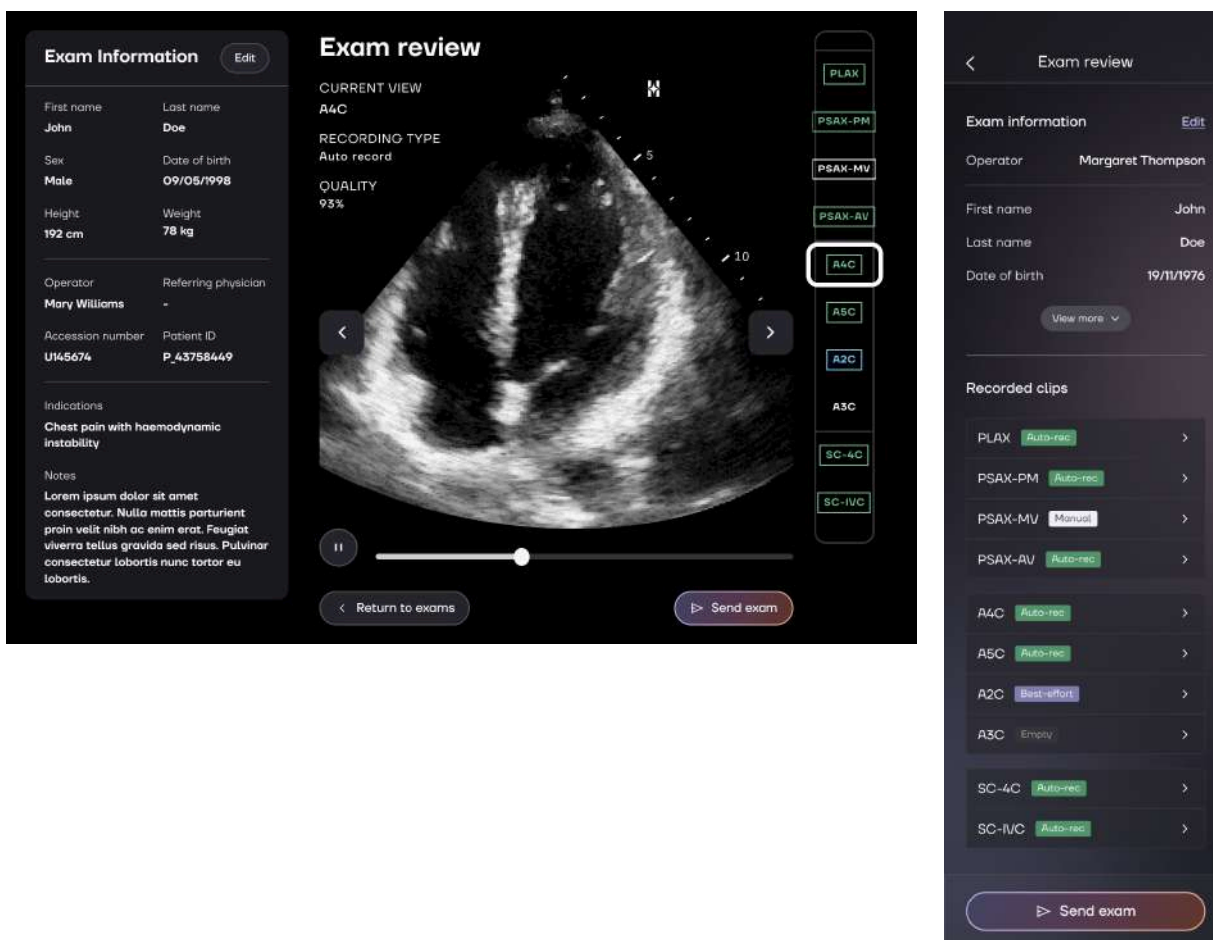 Exam Information
Edit
First name Last name
John Doe
Sex Date of birth
Male 09/05/1998
Height Weight
192 cm 78 kg
Operator Referring physician
Mary Williams -
Accession number Patient ID
U145674 P_43758449
Indications
Chest pain with haemodynamic
instability
Notes
Lorem ipsum dolor sit amet
consectetur. Nulla mattis parturient
proin velit nibh ac enim erat. Feugiat
viverra tellus gravida sed risus. Pulvinar
consectetur lobortis nunc tortor eu
lobortis.
Exam review
CURRENT VIEW
A4C
RECORDING TYPE
Auto record
QUALITY
93%
5
10
Return to exams
Send exam
PLAX
PSAX-PM
PSAX-MV
PSAX-AV
A4C
A5C
A2C
A3C
SC-4C
SC-IVC
Exam review
Exam information Edit
Operator Margaret Thompson
First name John
Last name Doe
Date of birth 19/11/1976
View more
Recorded clips
PLAX Auto-rec
PSAX-PM Auto-rec
PSAX-MV Manual
PSAX-AV Auto-rec
A4C Auto-rec
A5C Auto-rec
A2C Best-effort
A3C Empty
SC-4C Auto-rec
SC-IVC Auto-rec
Send exam